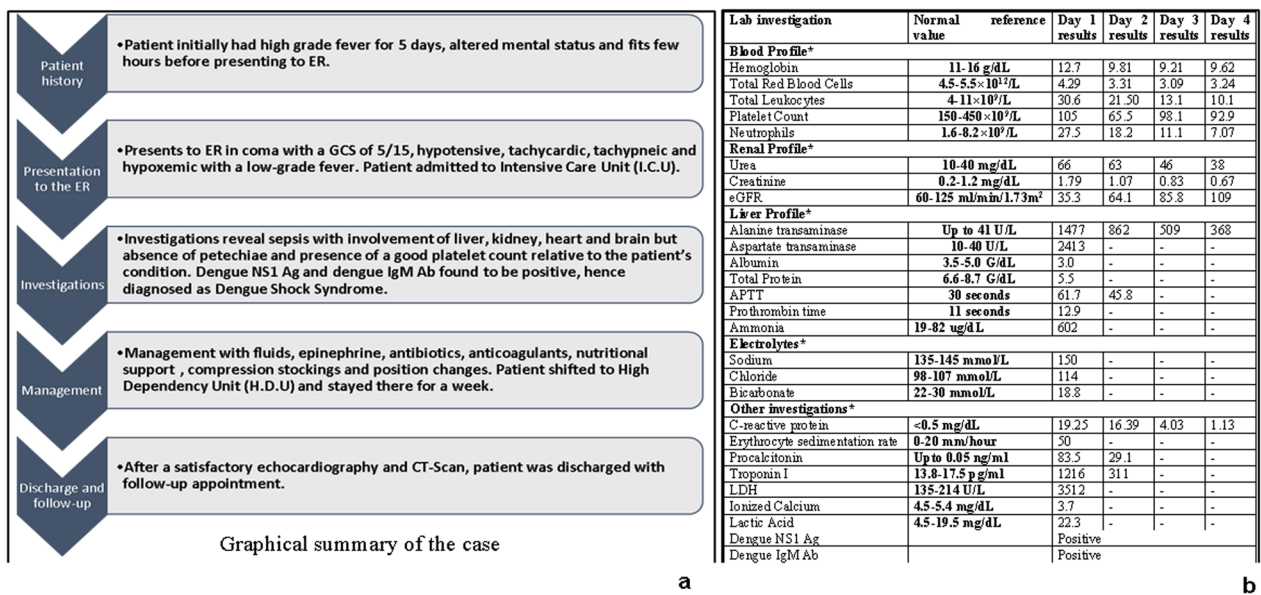 Patient
history
•Patient initially had high grade fever for 5 days, altered mental status and fits few
hours before presenting to ER.
Presentation
to the ER
•Presents to ER in coma with a GCS of 5/15, hypotensive, tachycardic, tachypneic and
hypoxemic with a low-grade fever. Patient admitted to Intensive Care Unit (I.C.U).
Investigations
•Investigations reveal sepsis with involvement of liver, kidney, heart and brain but
absence of petechiae and presence of a good platelet count relative to the patient's
condition. Dengue NS1 Ag and dengue IgM Ab found to be positive, hence
diagnosed as Dengue Shock Syndrome.
Management
•Management with fluids, epinephrine, antibiotics, anticoagulants, nutritional
support , compression stockings and position changes. Patient shifted to High
Dependency Unit (H.D.U) and stayed there for a week.
Discharge and
follow-up
•After a satisfactory echocardiography and CT-Scan, patient was discharged with
follow-up appointment.
Graphical summary of the case
a
Lab investigation Normal reference value Day 1 results Day 2 results Day 3 results Day 4 results
Blood Profile*
Hemoglobin 11-16 g/dL 12.7 9.81 9.21 9.62
Total Red Blood Cells 4.5-5.5×10¹²/L 4.29 3.31 3.09 3.24
Total Leukocytes 4-11×10⁹/L 30.6 21.50 13.1 10.1
Platelet Count 150-450×10⁹/L 105 65.5 98.1 92.9
Neutrophils 1.6-8.2×10⁹/L 27.5 18.2 11.1 7.07
Renal Profile*
Urea 10-40 mg/dL 66 63 46 38
Creatinine 0.2-1.2 mg/dL 1.79 1.07 0.83 0.67
eGFR 60-125 ml/min/1.73m² 35.3 64.1 85.8 109
Liver Profile*
Alanine transaminase Up to 41 U/L 1477 862 509 368
Aspartate transaminase 10-40 U/L 2413 - - -
Albumin 3.5-5.0 G/dL 3.0 - - -
Total Protein 6.6-8.7 G/dL 5.5 - - -
APTT 30 seconds 61.7 45.8 - -
Prothrombin time 11 seconds 12.9 - - -
Ammonia 19-82 ug/dL 602 - - -
Electrolytes*
Sodium 135-145 mmol/L 150 - - -
Chloride 98-107 mmol/L 114 - - -
Bicarbonate 22-30 mmol/L 18.8 - - -
Other investigations*
C-reactive protein <0.5 mg/dL 19.25 16.39 4.03 1.13
Erythrocyte sedimentation rate 0-20 mm/hour 50 - - -
Procalcitonin Upto 0.05 ng/ml 83.5 29.1 - -
Troponin I 13.8-17.5 pg/ml 1216 311 - -
LDH 135-214 U/L 3512 - - -
Ionized Calcium 4.5-5.4 mg/dL 3.7 - - -
Lactic Acid 4.5-19.5 mg/dL 22.3 - - -
Dengue NS1 Ag Positive
Dengue IgM Ab Positive
b